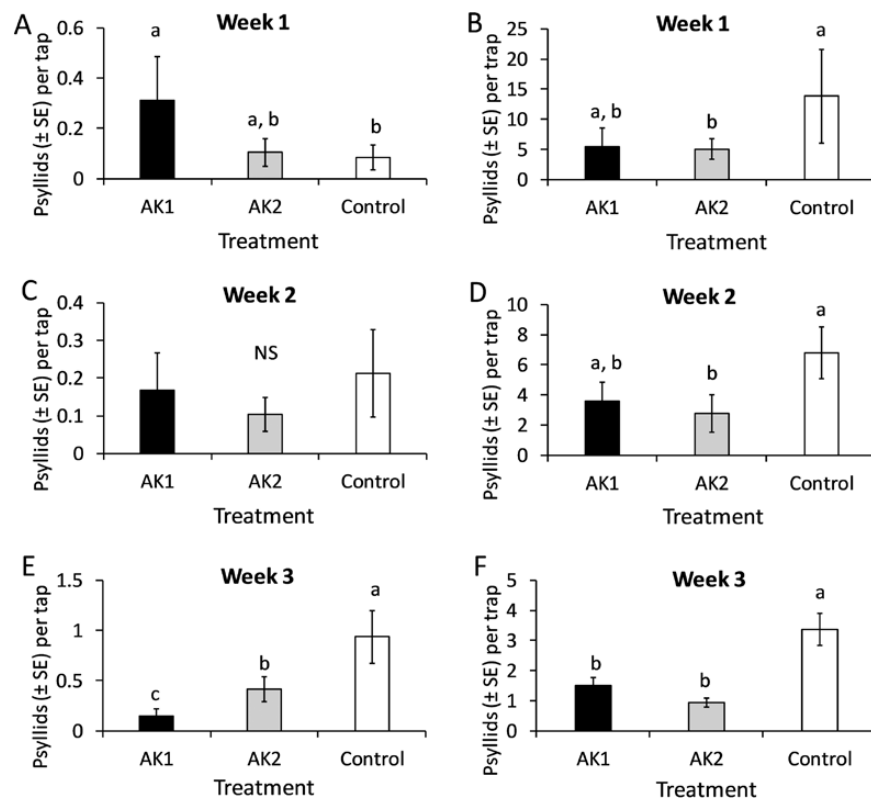 A
Week 1
Psyllids (± SE) per tap
0.6
0.4
0.2
0
a
a, b
b
AK1 AK2 Control
Treatment
B
Week 1
Psyllids (± SE) per trap
25
20
15
10
5
0
a, b
b
a
AK1 AK2 Control
Treatment
C
Week 2
Psyllids (± SE) per tap
0.4
0.3
0.2
0.1
0
NS
AK1 AK2 Control
Treatment
D
Week 2
Psyllids (± SE) per trap
10
8
6
4
2
0
a, b
b
a
AK1 AK2 Control
Treatment
E
Week 3
Psyllids (± SE) per tap
1.5
1
0.5
0
c
b
a
AK1 AK2 Control
Treatment
F
Week 3
Psyllids (± SE) per trap
5
4
3
2
1
0
b
b
a
AK1 AK2 Control
Treatment